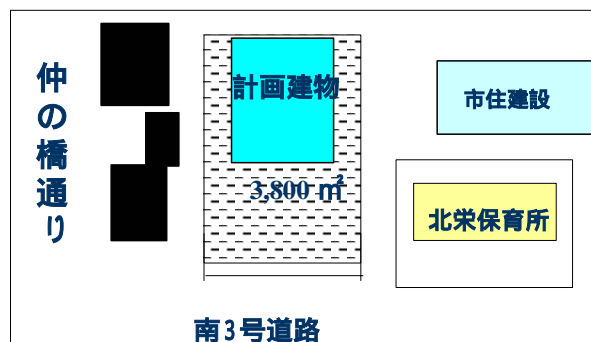 仲の橋通り
計画建物
3,800 ㎡
市住建設
北栄保育所
南3号道路